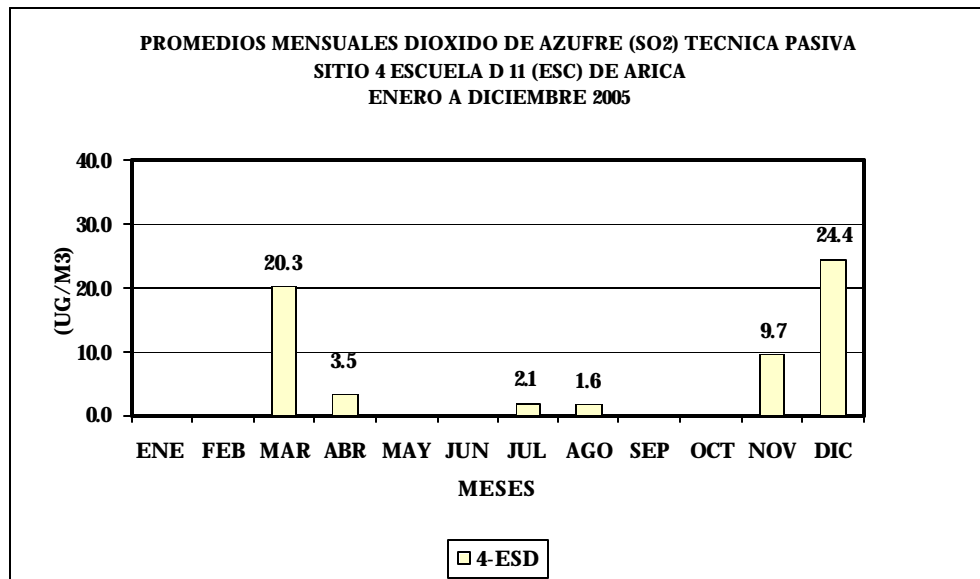 PROMEDIOS MENSUALES DIOXIDO DE AZUFRE (SO2) TECNICA PASIVA
SITIO 4 ESCUELA D 11 (ESC) DE ARICA
ENERO A DICIEMBRE 2005
(UG/M3)
40.0
30.0
20.0
10.0
0.0
20.3
3.5
2.1
1.6
9.7
24.4
ENE FEB MAR ABR MAY JUN JUL AGO SEP OCT NOV DIC
MESES
4-ESD